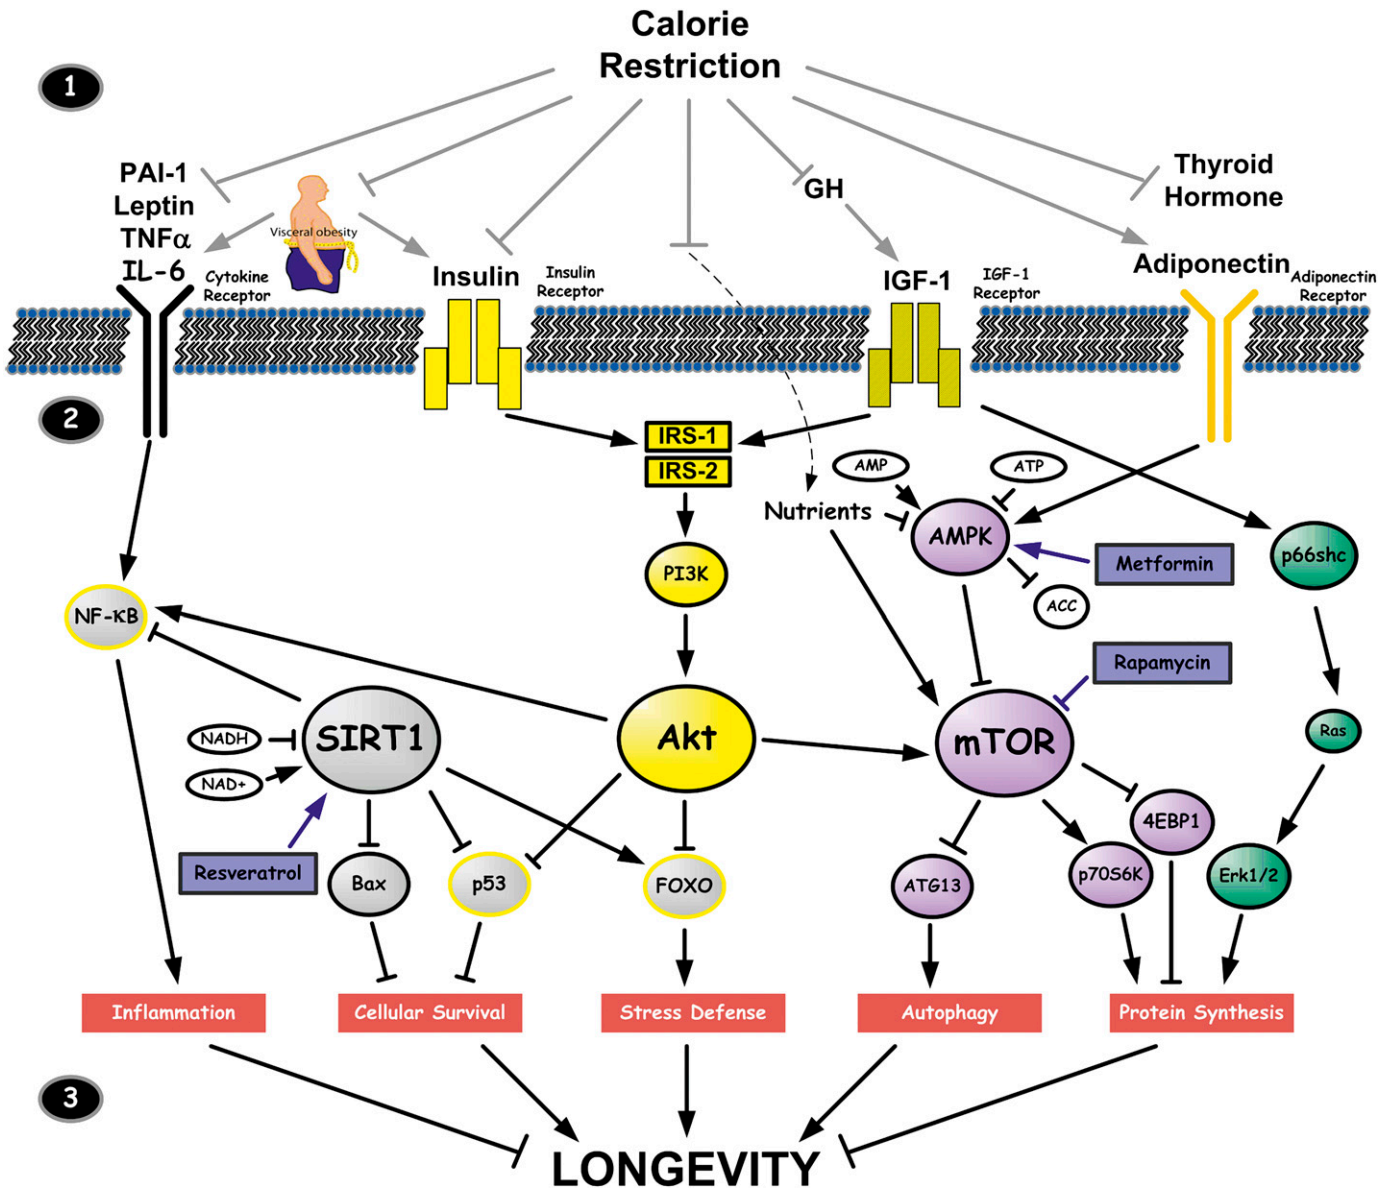 Calorie
Restriction
1
PAI-1
Leptin
TNFα
IL-6
Visceral obesity
GH
Thyroid
Hormone
Cytokine
Receptor
Insulin
Insulin
Receptor
IGF-1
IGF-1
Receptor
Adiponectin
Adiponectin
Receptor
2
IRS-1
IRS-2
AMP
ATP
Nutrients
AMPK
p66shc
PI3K
Metformin
ACC
NF-κB
Rapamycin
SIRT1
NADH
NAD+
Akt
mTOR
Ras
Resveratrol
Bax
p53
FOXO
ATG13
p70S6K
4EBP1
Erk1/2
Inflammation
Cellular Survival
Stress Defense
Autophagy
Protein Synthesis
3
LONGEVITY